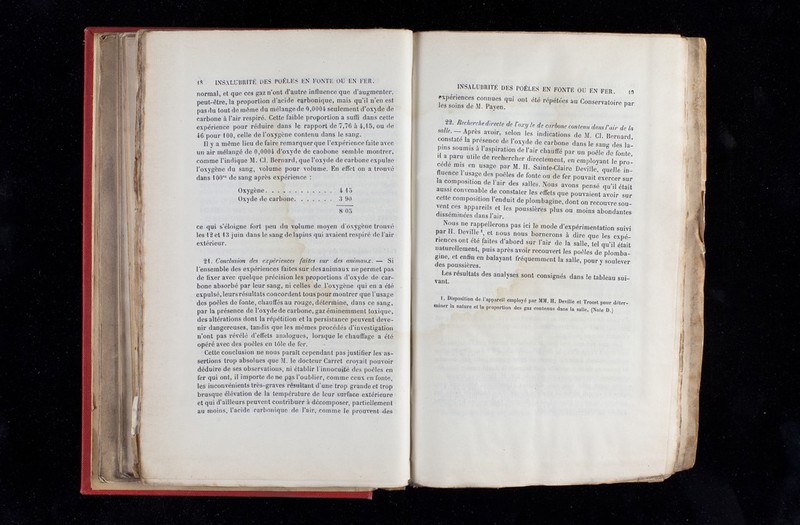 18 INSALUBRITÉ DES POÊLES EN FONTE OU EN FER.
normal, et que ces gaz n'ont d'autre influence que d'augmenter,
peut-être, la proportion d'acide carbonique, mais qu'il n'en est
pas du tout de même du mélange de 0,0004 seulement d'oxyde de
carbone à l'air respiré. Cette faible proportion a suffi dans cette
expérience pour réduire dans le rapport de 7,76 à 4,15, ou de
46 pour 100, celle de l'oxygène contenu dans le sang.
Il y a même lieu de faire remarquer que l'expérience faite avec
un air mélangé de 0,0004 d'oxyde de carbone semble montrer,
comme l'indique M. Cl. Bernard, que l'oxyde de carbone expulse
l'oxygène du sang, volume pour volume. En effet on a trouvé
dans 100cc de sang après expérience :
Oxygène. . . . . . . . . . . . 4 15
Oxyde de carbone. . . . . . . 3 90
8 05
ce qui s'éloigne fort peu du volume moyen d'oxygène trouvé
les 12 et 13 juin dans le sang de lapins qui avaient respiré de l'air
extérieur.
21. Conclusion des expériences faites sur des animaux. — Si
l'ensemble des expériences faites sur des animaux ne permet pas
de fixer avec quelque précision les proportions d'oxyde de car-
bone absorbé par leur sang, ni celles de l'oxygène qui en a été
expulsé, leurs résultats concordent tous pour montrer que l'usage
des poêles de fonte, chauffés au rouge, détermine, dans ce sang,
par la présence de l'oxyde de carbone, gaz éminemment toxique,
des altérations dont la répétition et la persistance peuvent deve-
nir dangereuses, tandis que les mêmes procédés d'investigation
n'ont pas révélé d'effets analogues, lorsque le chauffage a été
opéré avec des poêles en tôle de fer.
Cette conclusion ne nous paraît cependant pas justifier les as-
sertions trop absolues que M. le docteur Carret croyait pouvoir
déduire de ses observations, ni établir l'innocuité des poêles en
fer qui ont, il importe de ne pas l'oublier, comme ceux en fonte,
les inconvénients très-graves résultant d'une trop grande et trop
brusque élévation de la température de leur surface extérieure
et qui d'ailleurs peuvent contribuer à décomposer, partiellement
au moins, l'acide carbonique de l'air, comme le prouvent des
INSALUBRITÉ DES POÊLES EN FONTE OU EN FER. 19
expériences connues qui ont été répétées au Conservatoire par
les soins de M. Payen.
22. Recherche directe de l'oxyde de carbone contenu dans l'air de la
salle. — Après avoir, selon les indications de M. Cl. Bernard,
constaté la présence de l'oxyde de carbone dans le sang des la-
pins soumis à l'aspiration de l'air chauffé par un poêle de fonte,
il a paru utile de rechercher directement, en employant le pro-
cédé mis en usage par M. H. Sainte-Claire Deville, quelle in-
fluence l'usage des poêles de fonte ou de fer pouvait exercer sur
la composition de l'air des salles. Nous avons pensé qu'il était
aussi convenable de constater les effets que pouvaient avoir sur
cette composition l'enduit de plombagine, dont on recouvre sou-
vent ces appareils et les poussières plus ou moins abondantes
disséminées dans l'air.
Nous ne rappellerons pas ici le mode d'expérimentation suivi
par H. Deville ¹, et nous nous bornerons à dire que les expé-
riences ont été faites d'abord sur l'air de la salle, tel qu'il était
naturellement, puis après avoir recouvert les poêles de plomba-
gine, et enfin en balayant fréquemment la salle, pour y soulever
des poussières.
Les résultats des analyses sont consignés dans le tableau sui-
vant.
1. Disposition de l'appareil employé par MM. H. Deville et Troost pour déter-
miner la nature et la proportion des gaz contenus dans la salle. (Note D.)